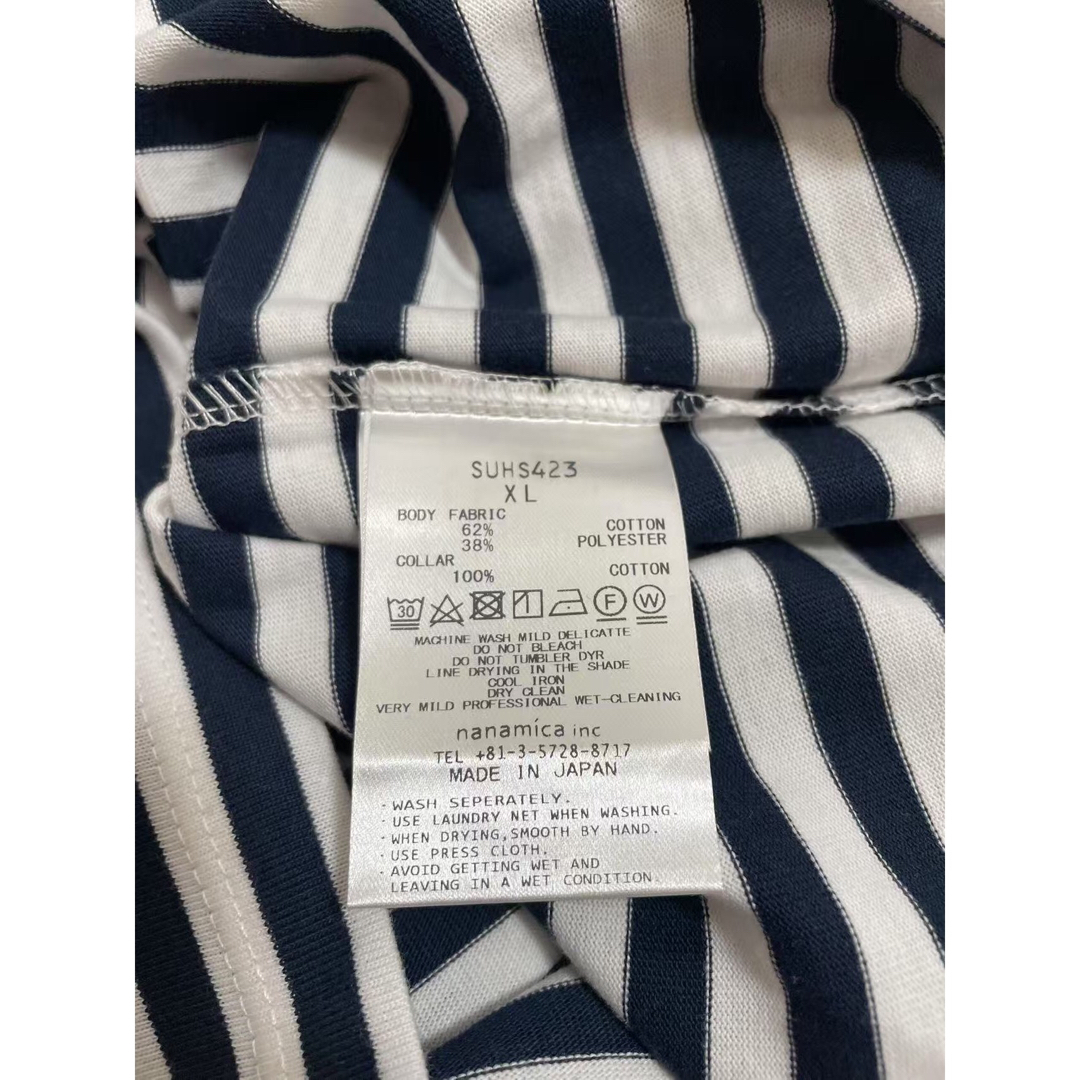 SUHS423
XL
BODY FABRIC
62% COTTON
38% POLYESTER
COLLAR
100% COTTON
30 F W
MACHINE WASH MILD DELICATTE
DO NOT BLEACH
DO NOT TUMBLER DYR
LINE DRYING IN THE SHADE
COOL IRON
DRY CLEAN
VERY MILD PROFESSIONAL WET-CLEANING
nanamíca inc
TEL +81-3-5728-8717
MADE IN JAPAN
・WASH SEPERATELY.
・USE LAUNDRY NET WHEN WASHING.
・WHEN DRYING,SMOOTH BY HAND.
・USE PRESS CLOTH.
・AVOID GETTING WET AND
LEAVING IN A WET CONDITION.